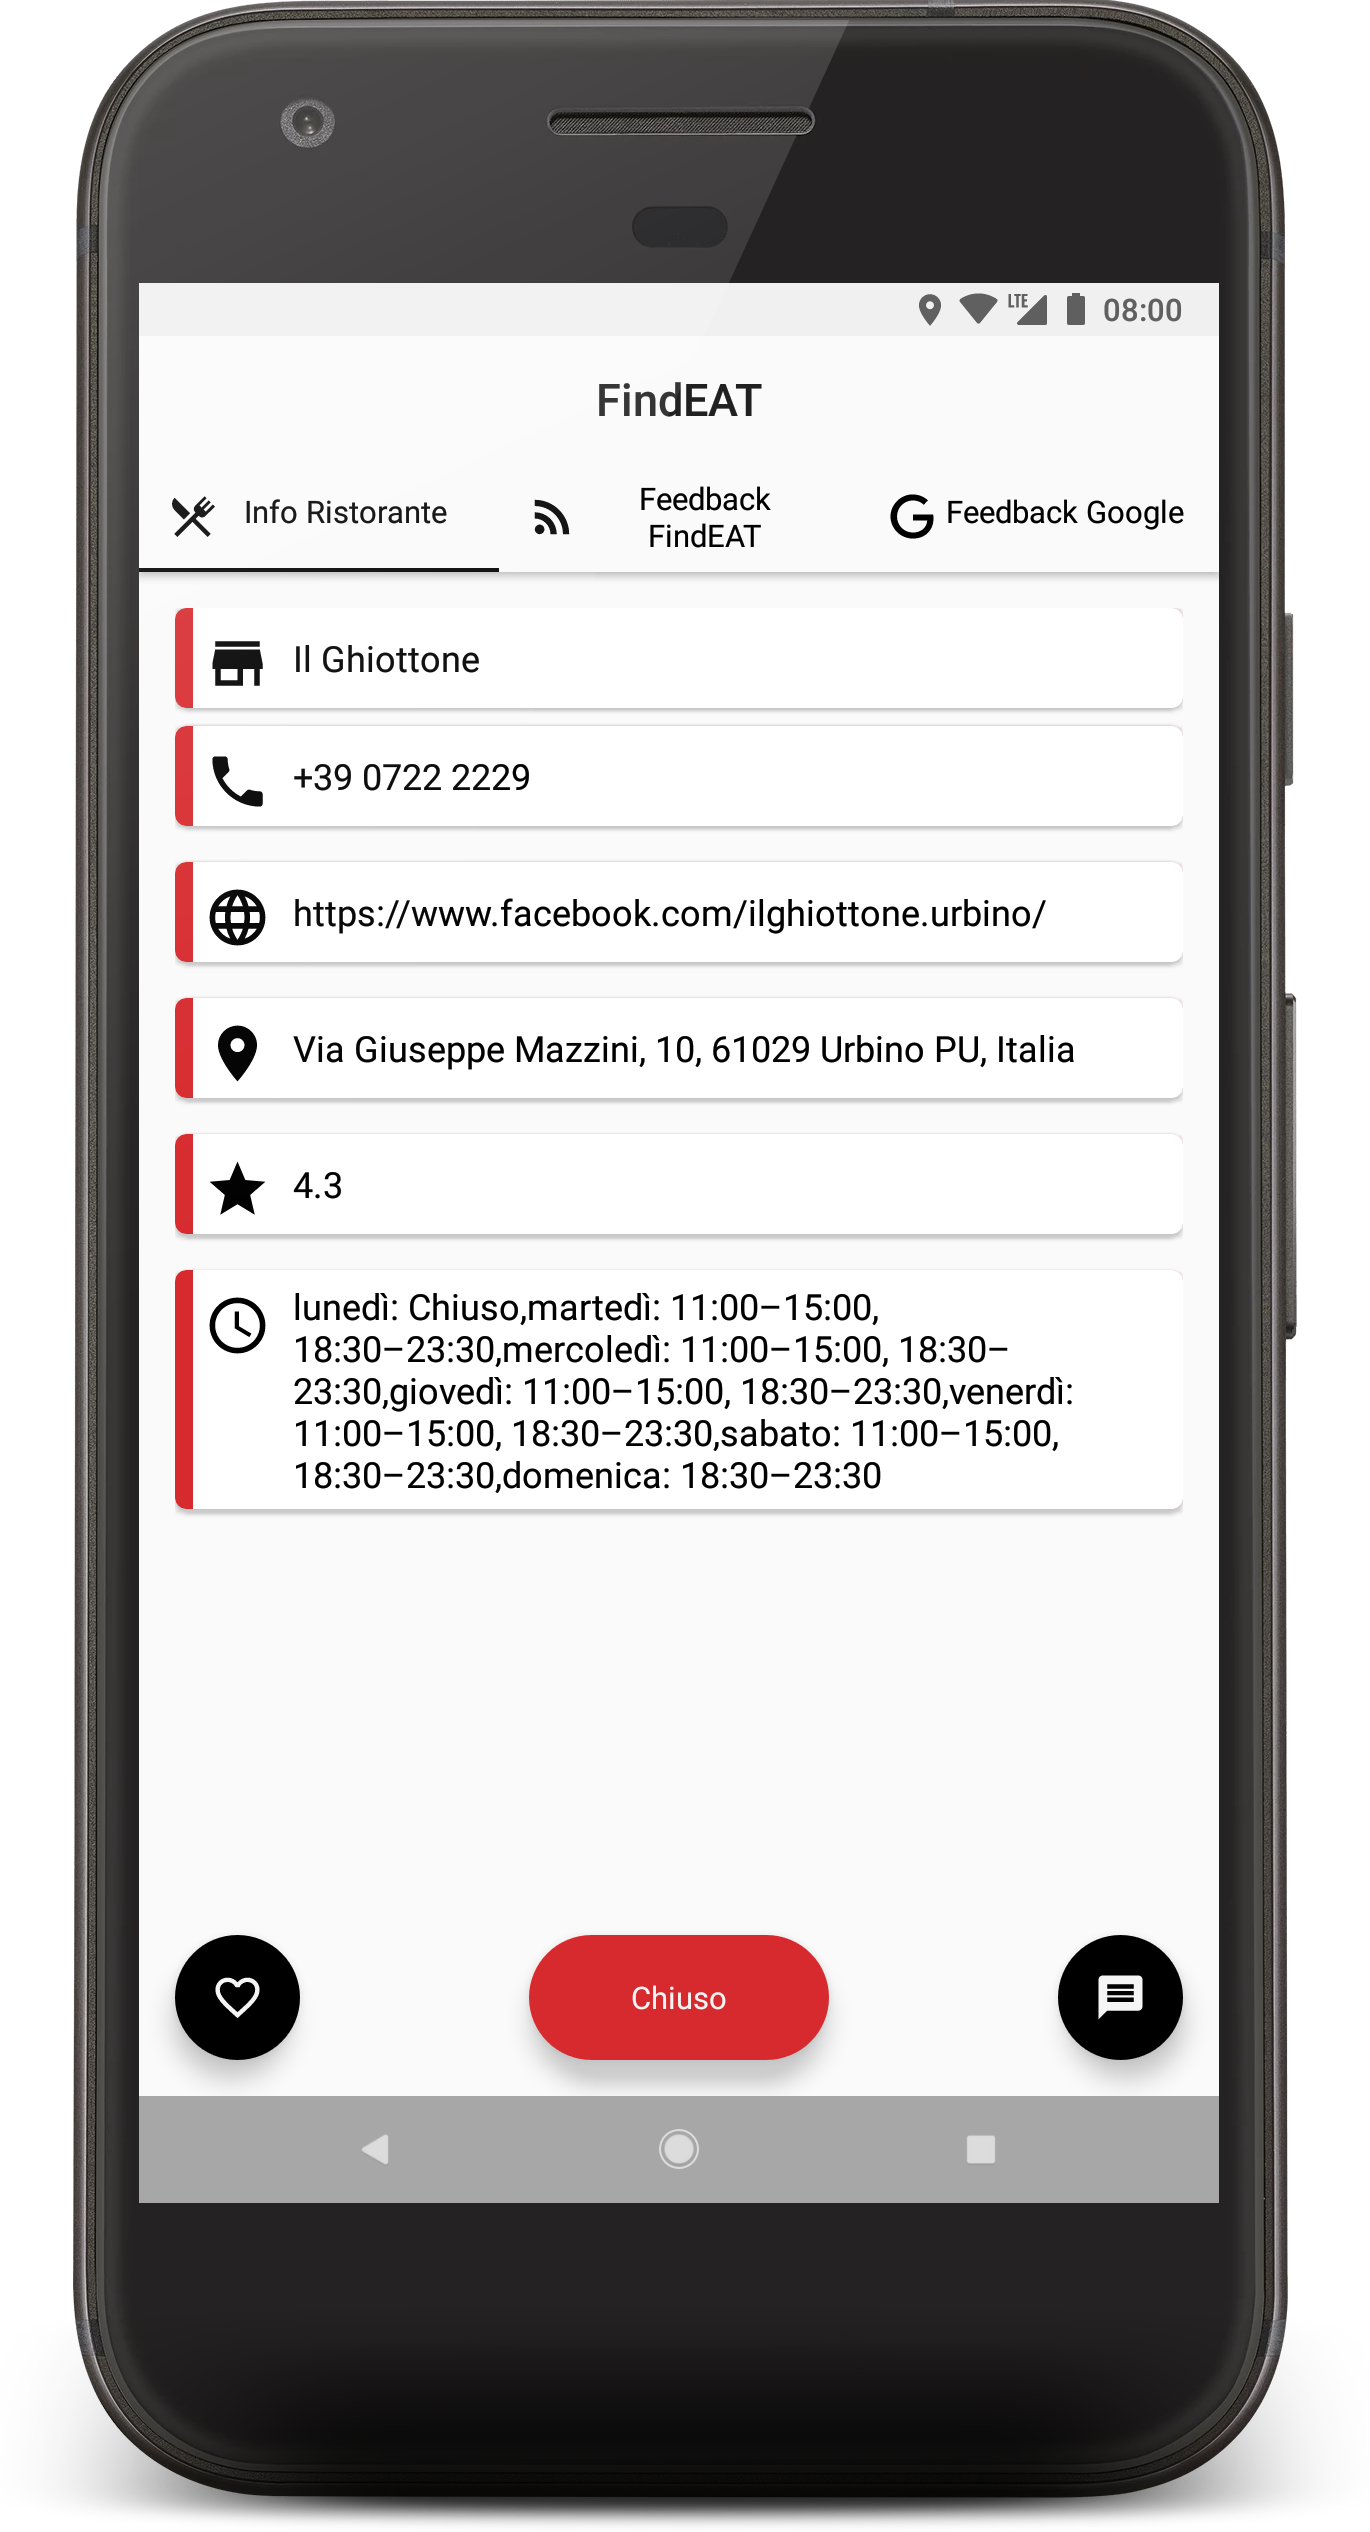 LTE 08:00
FindEAT
Info Ristorante
Feedback
FindEAT
Feedback Google
Il Ghiottone
+39 0722 2229
https://www.facebook.com/ilghiottone.urbino/
Via Giuseppe Mazzini, 10, 61029 Urbino PU, Italia
4.3
lunedì: Chiuso,martedì: 11:00–15:00,
18:30–23:30,mercoledì: 11:00–15:00, 18:30–
23:30,giovedì: 11:00–15:00, 18:30–23:30,venerdì:
11:00–15:00, 18:30–23:30,sabato: 11:00–15:00,
18:30–23:30,domenica: 18:30–23:30
Chiuso